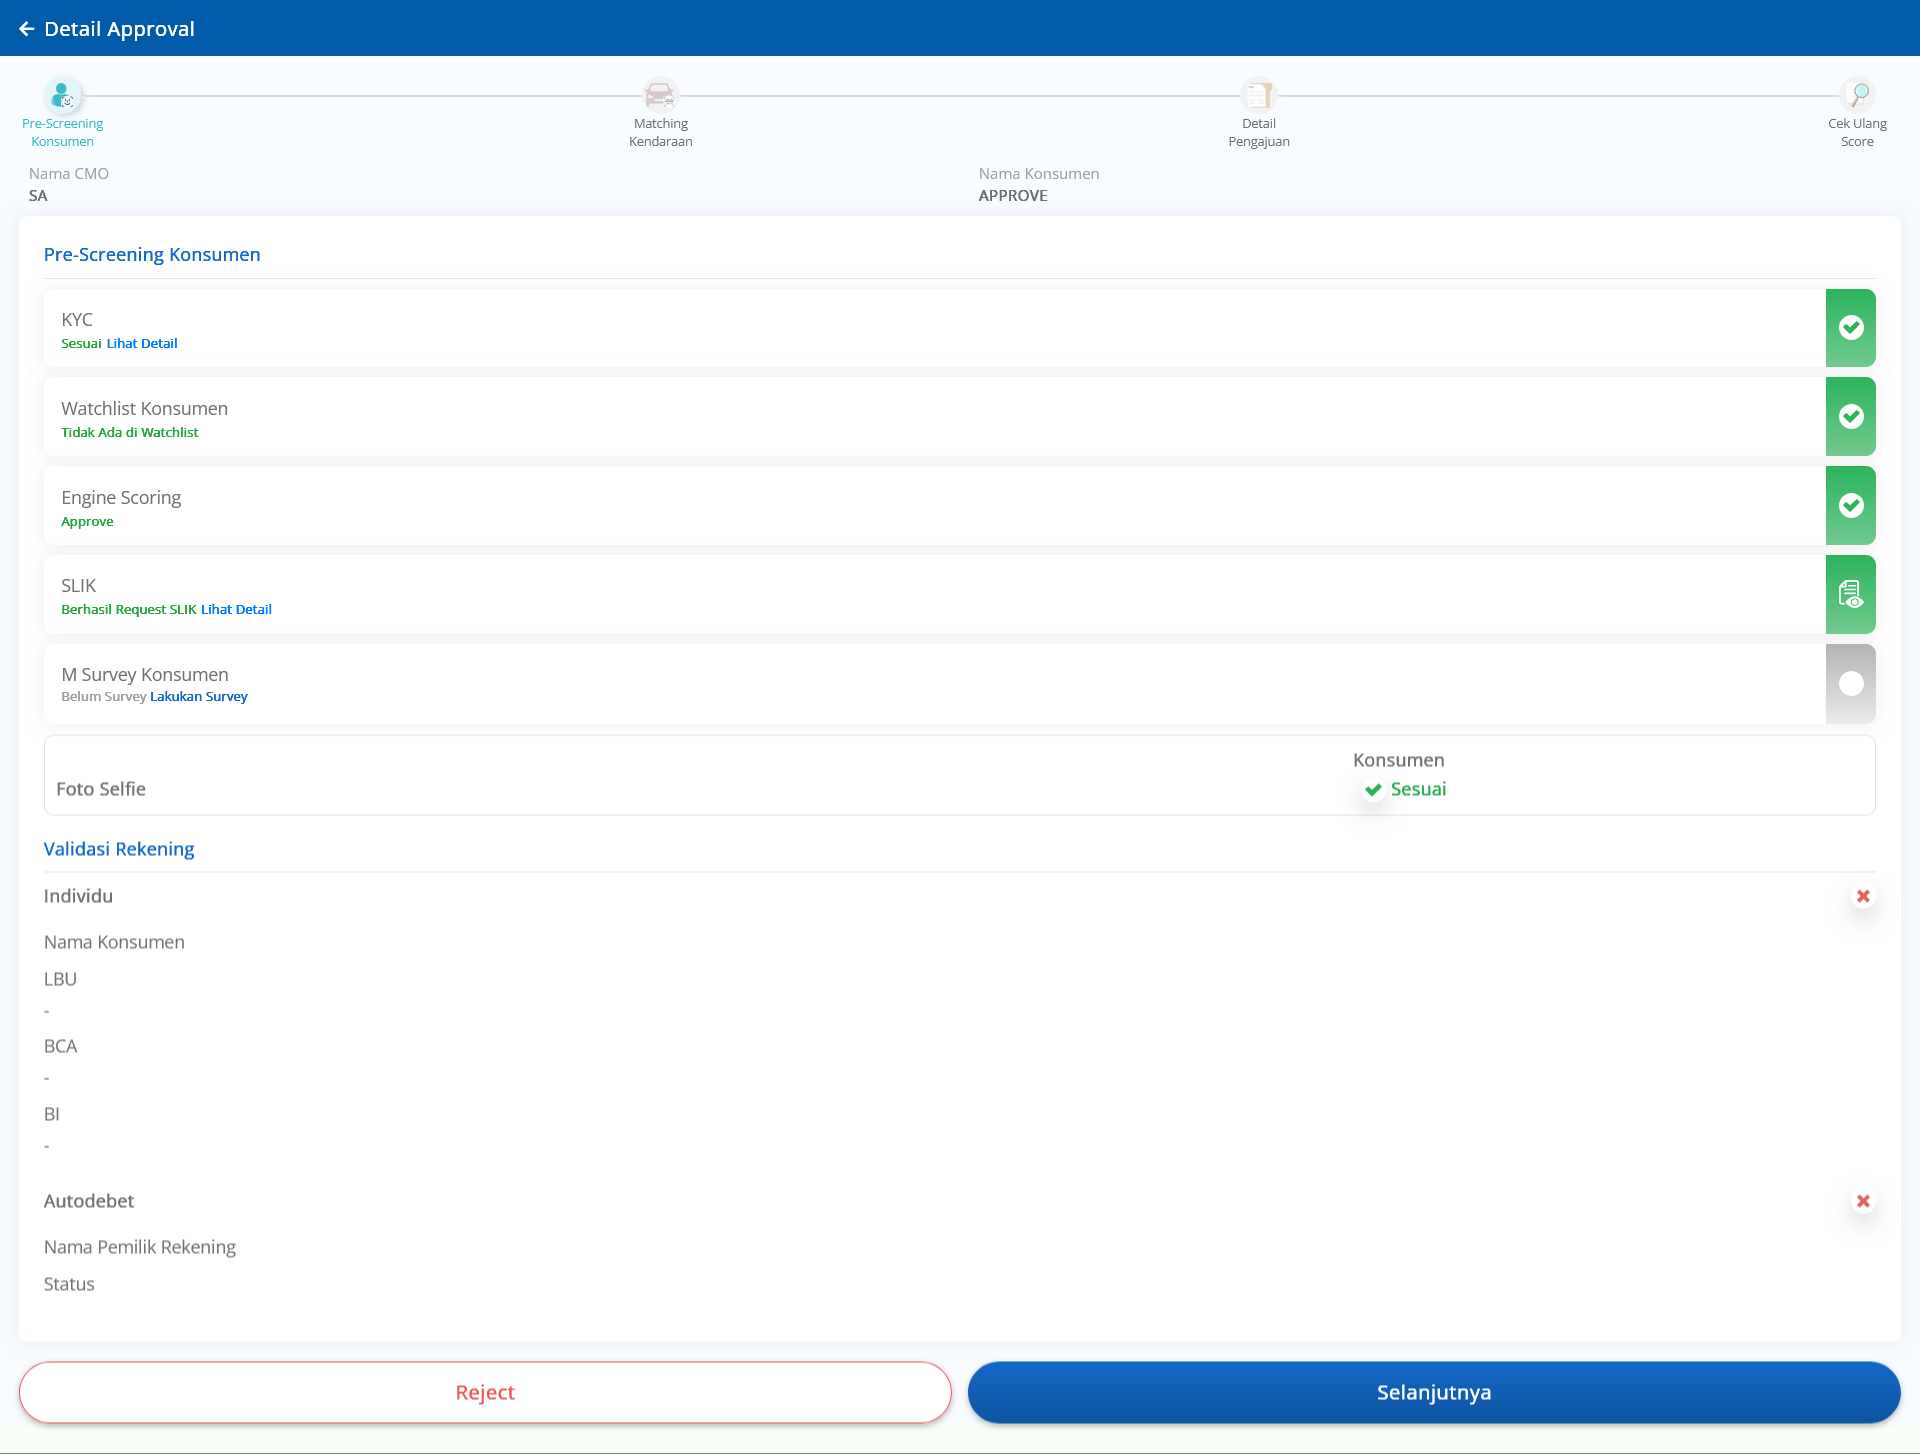 Detail Approval
Pre-Screening
Konsumen
Matching
Kendaraan
Detail
Pengajuan
Cek Ulang
Score
Nama CMO
SA
Nama Konsumen
APPROVE
Pre-Screening Konsumen
KYC
Sesuai Lihat Detail
Watchlist Konsumen
Tidak Ada di Watchlist
Engine Scoring
Approve
SLIK
Berhasil Request SLIK Lihat Detail
M Survey Konsumen
Belum Survey Lakukan Survey
Konsumen
Foto Selfie Sesuai
Validasi Rekening
Individu
Nama Konsumen
LBU
-
BCA
-
BI
-
Autodebet
Nama Pemilik Rekening
Status
Reject Selanjutnya